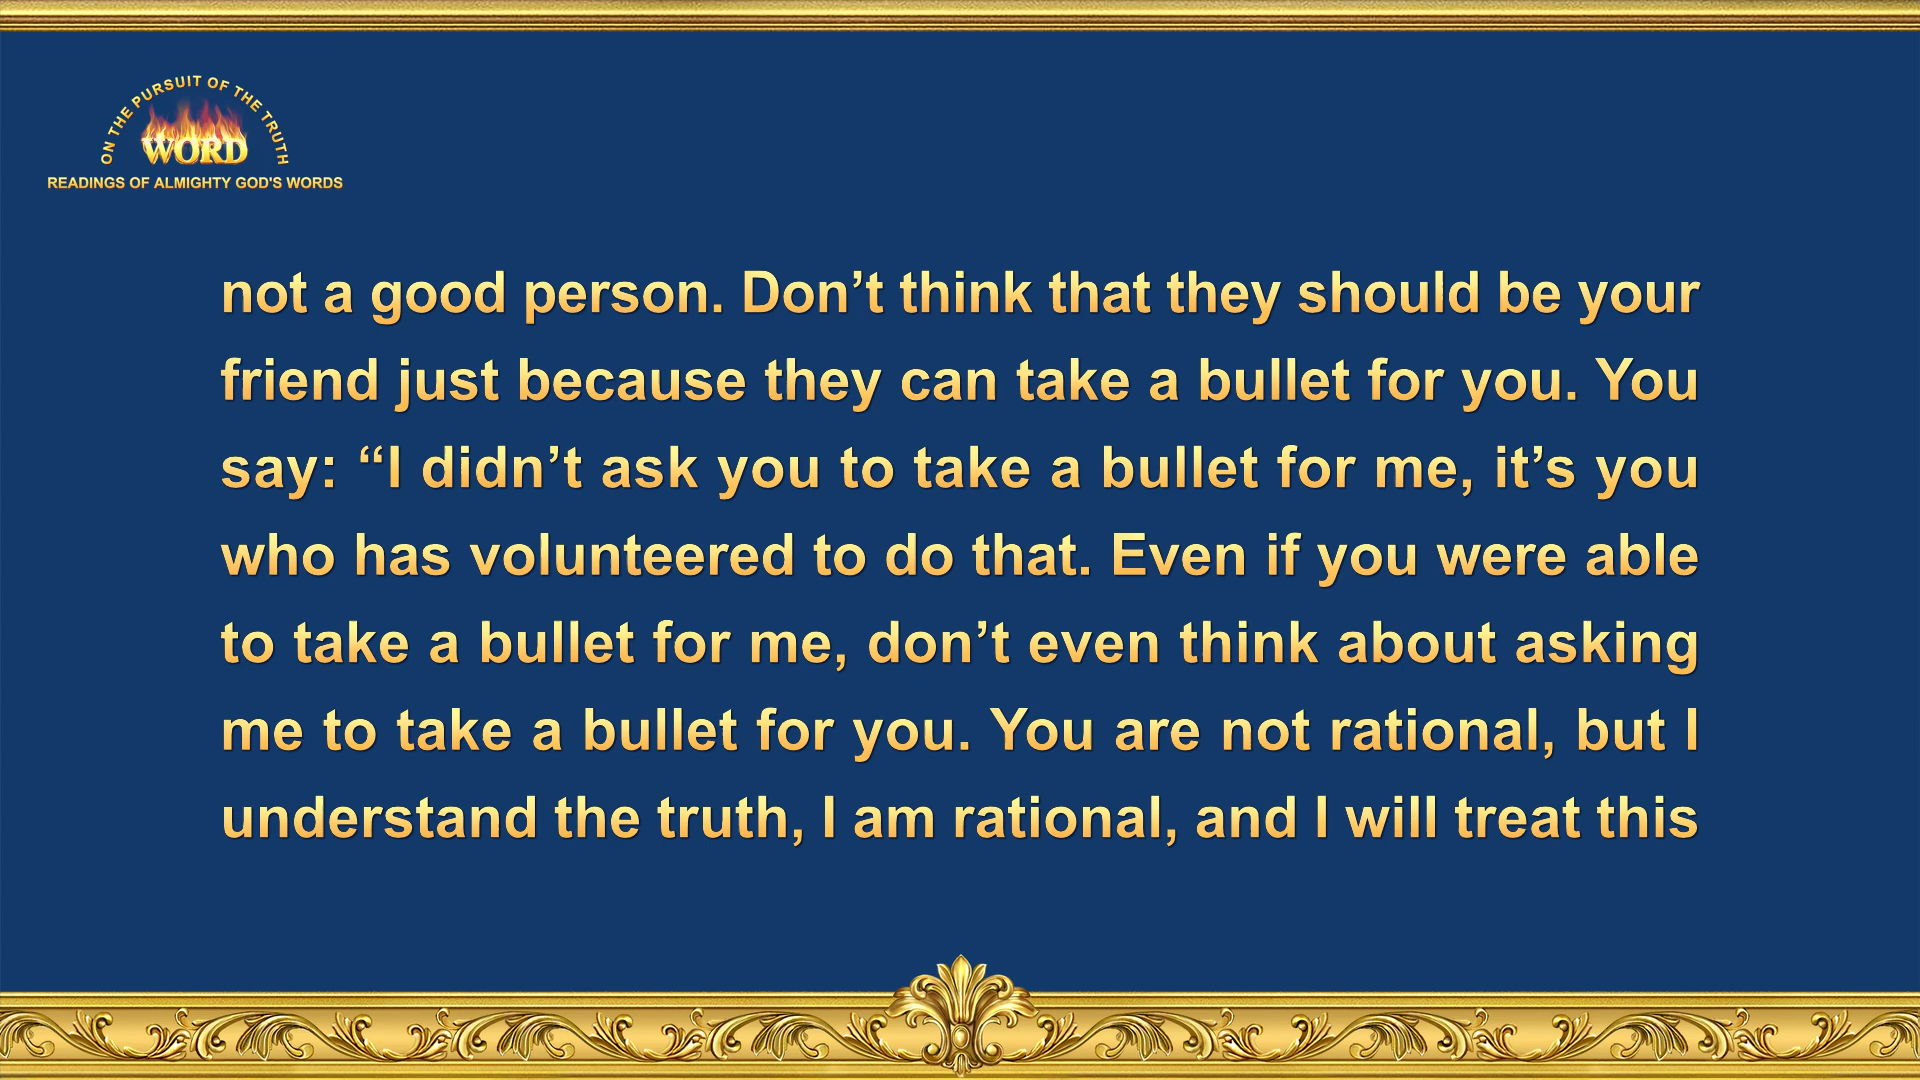 ON THE PURSUIT OF THE TRUTH
WORD
READINGS OF ALMIGHTY GOD'S WORDS
not a good person. Don’t think that they should be your
friend just because they can take a bullet for you. You
say: “I didn’t ask you to take a bullet for me, it’s you
who has volunteered to do that. Even if you were able
to take a bullet for me, don’t even think about asking
me to take a bullet for you. You are not rational, but I
understand the truth, I am rational, and I will treat this